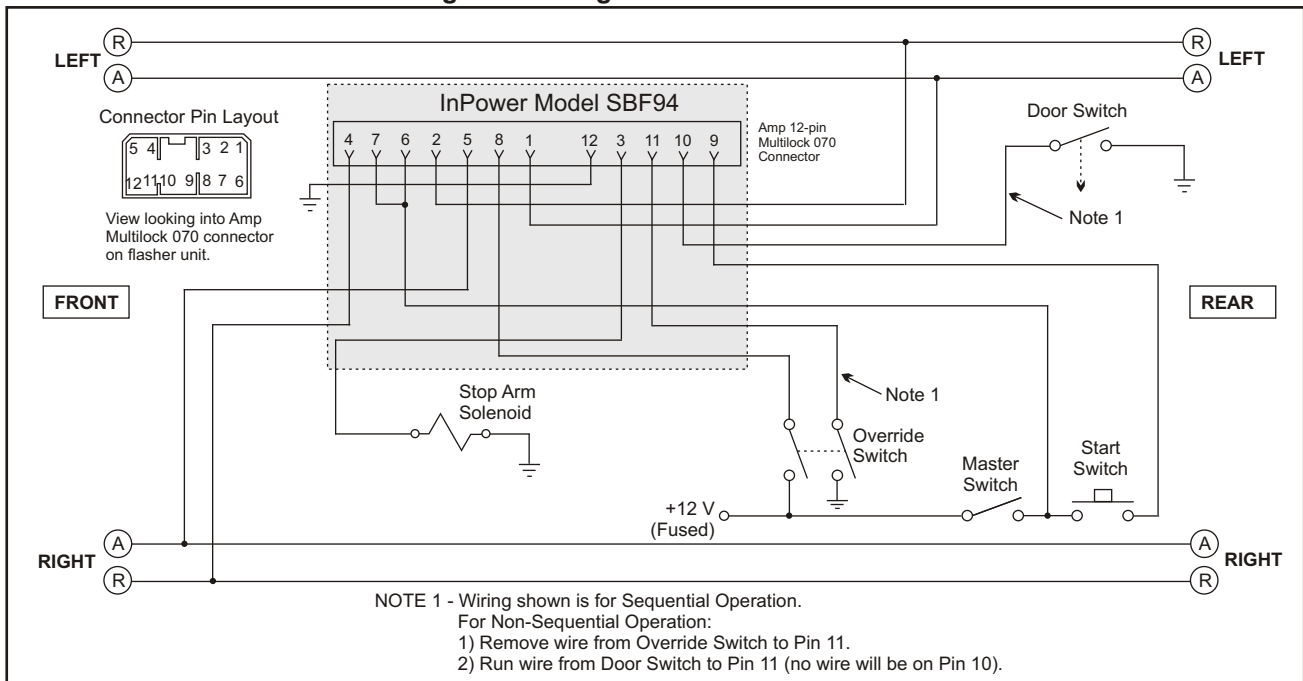 R
LEFT
A
R
LEFT
A
InPower Model SBF94
4 7 6 2 5 8 1 12 3 11 10 9
Amp 12-pin
Multilock 070
Connector
Connector Pin Layout
5 4 3 2 1
12 11 10 9 8 7 6
View looking into Amp
Multilock 070 connector
on flasher unit.
Door Switch
Note 1
FRONT
REAR
Stop Arm
Solenoid
Note 1
Override
Switch
Master
Switch
Start
Switch
+12 V
(Fused)
A
RIGHT
R
A
RIGHT
R
NOTE 1 - Wiring shown is for Sequential Operation.
For Non-Sequential Operation:
1) Remove wire from Override Switch to Pin 11.
2) Run wire from Door Switch to Pin 11 (no wire will be on Pin 10).